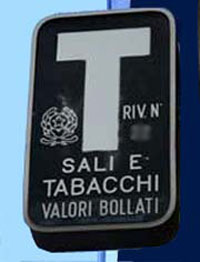 T
RIV. N°
SALI E
TABACCHI
VALORI BOLLATI